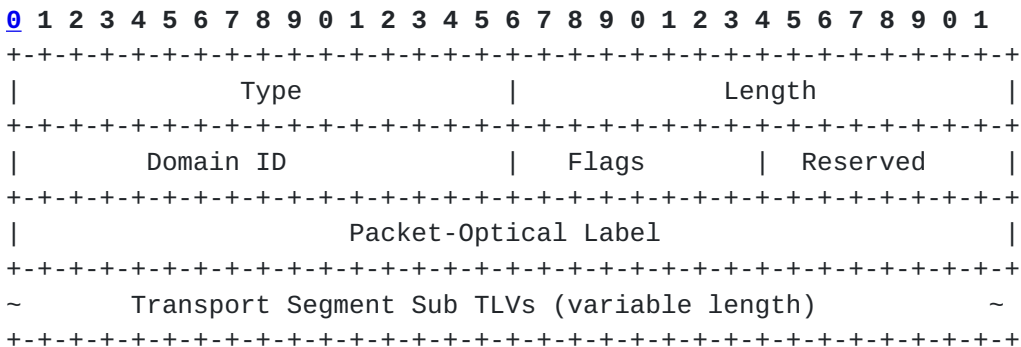 0 1 2 3 4 5 6 7 8 9 0 1 2 3 4 5 6 7 8 9 0 1 2 3 4 5 6 7 8 9 0 1
+-+-+-+-+-+-+-+-+-+-+-+-+-+-+-+-+-+-+-+-+-+-+-+-+-+-+-+-+-+-+-+-+
|              Type             |             Length            |
+-+-+-+-+-+-+-+-+-+-+-+-+-+-+-+-+-+-+-+-+-+-+-+-+-+-+-+-+-+-+-+-+
|        Domain ID              |   Flags       |  Reserved     |
+-+-+-+-+-+-+-+-+-+-+-+-+-+-+-+-+-+-+-+-+-+-+-+-+-+-+-+-+-+-+-+-+
|                     Packet-Optical Label                      |
+-+-+-+-+-+-+-+-+-+-+-+-+-+-+-+-+-+-+-+-+-+-+-+-+-+-+-+-+-+-+-+-+
~       Transport Segment Sub TLVs (variable length)           ~
+-+-+-+-+-+-+-+-+-+-+-+-+-+-+-+-+-+-+-+-+-+-+-+-+-+-+-+-+-+-+-+-+